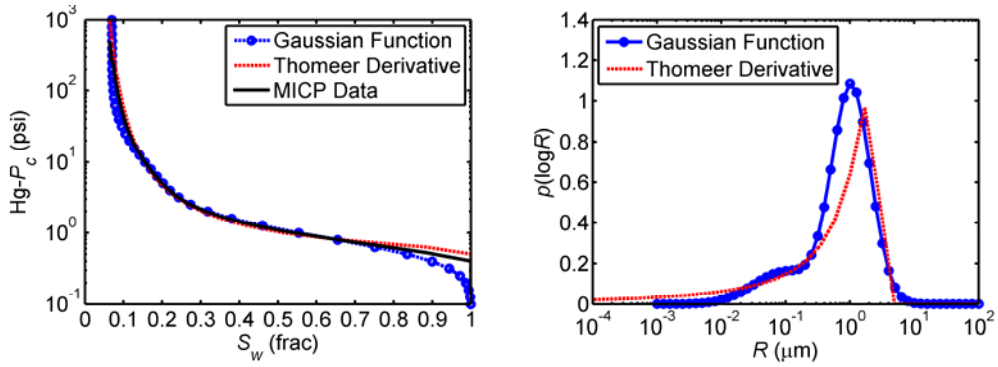 Hg-P_c (psi)
10^3
10^2
10^1
10^0
10^-1
Gaussian Function
Thomeer Derivative
MICP Data
0 0.1 0.2 0.3 0.4 0.5 0.6 0.7 0.8 0.9 1
S_w (frac)
p(logR)
1.4
1.2
1
0.8
0.6
0.4
0.2
0
Gaussian Function
Thomeer Derivative
10^-4 10^-3 10^-2 10^-1 10^0 10^1 10^2
R (μm)